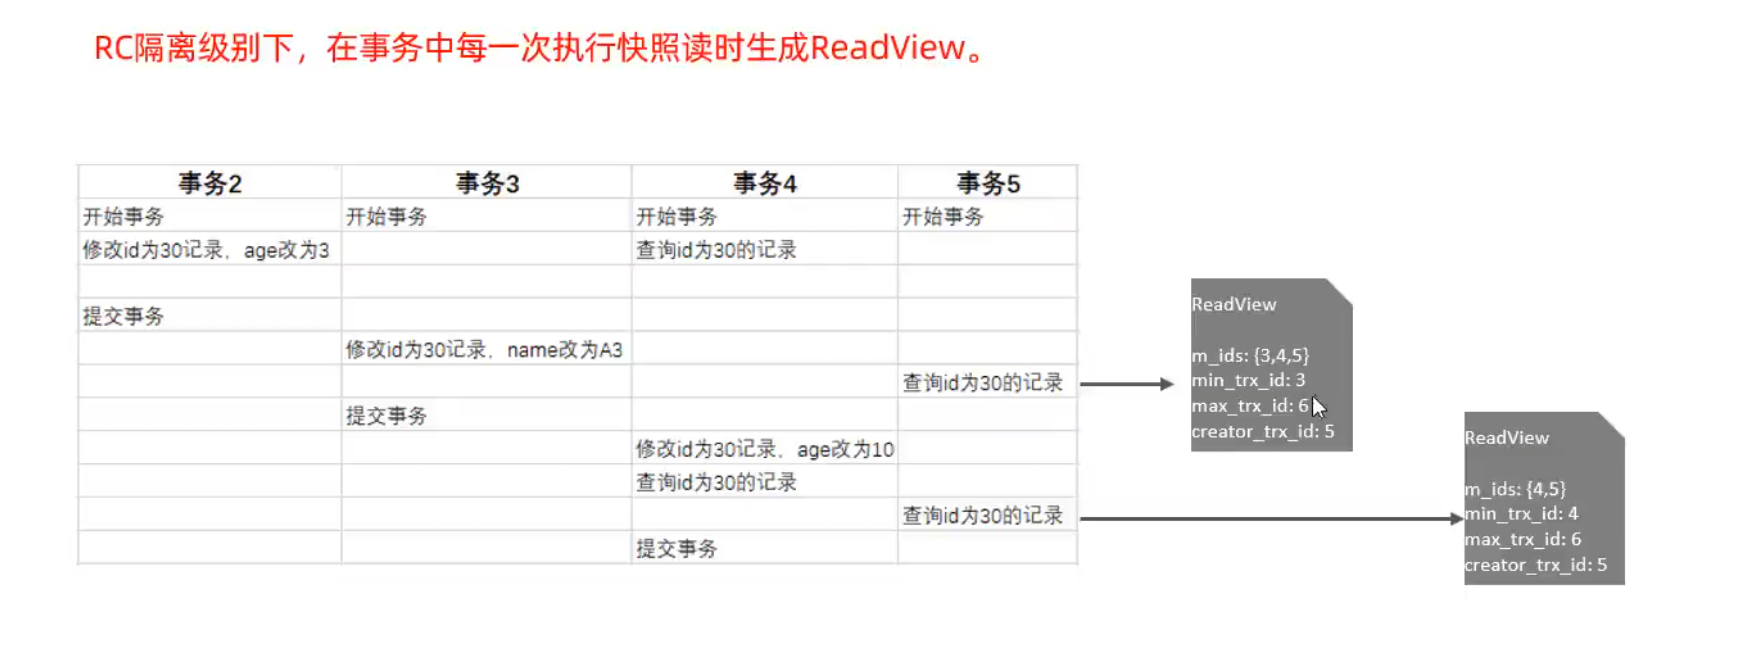 RC隔离级别下，在事务中每一次执行快照读时生成ReadView。
事务2 事务3 事务4 事务5
开始事务 开始事务 开始事务 开始事务
修改id为30记录，age改为3 查询id为30的记录
提交事务
修改id为30记录，name改为A3
查询id为30的记录
提交事务
修改id为30记录，age改为10
查询id为30的记录
查询id为30的记录
提交事务
ReadView
m_ids: {3,4,5}
min_trx_id: 3
max_trx_id: 6
creator_trx_id: 5
ReadView
m_ids: {4,5}
min_trx_id: 4
max_trx_id: 6
creator_trx_id: 5